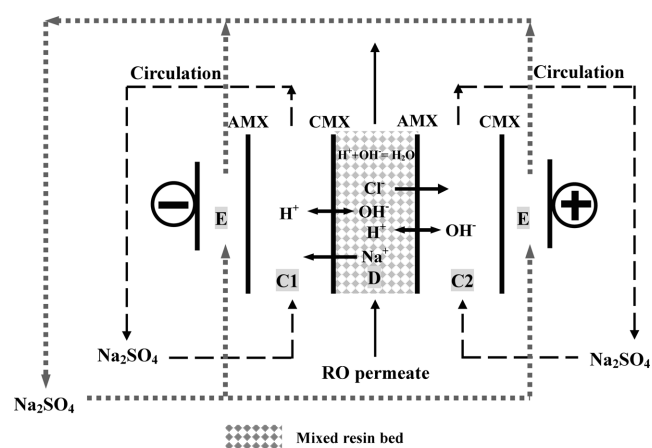 Circulation
Circulation
AMX CMX AMX CMX
H⁺+OH⁻= H₂O
Cl⁻
H⁺ OH⁻
− E H⁺ OH⁻ E +
Na⁺
C1 D C2
Na₂SO₄ RO permeate Na₂SO₄
Na₂SO₄
Mixed resin bed